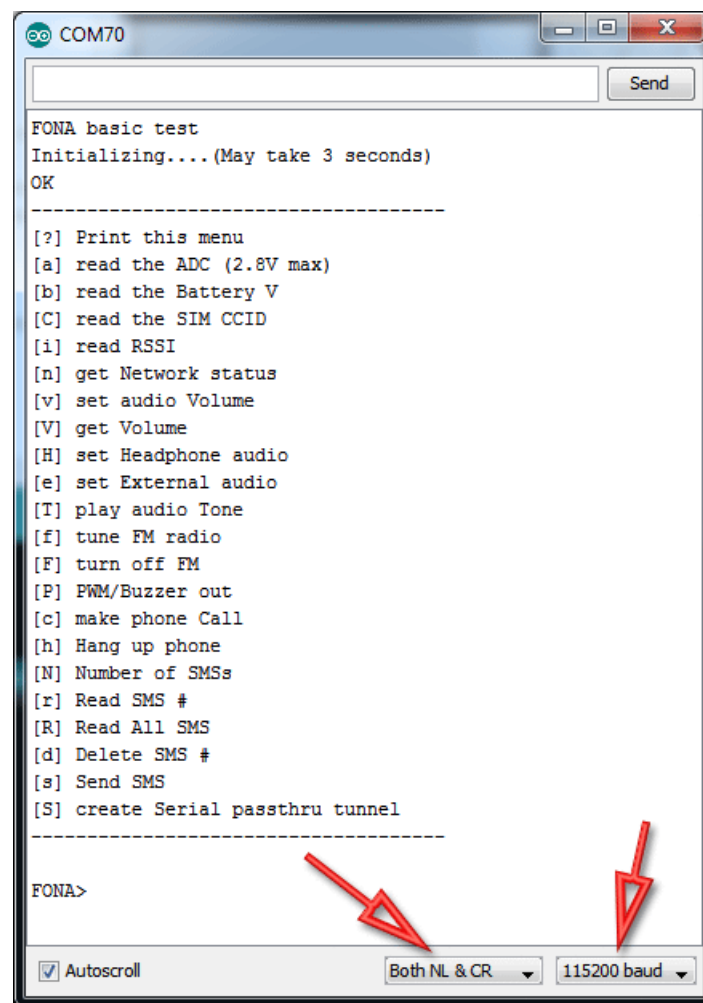 COM70
Send
FONA basic test
Initializing....(May take 3 seconds)
OK
-------------------------------------
[?] Print this menu
[a] read the ADC (2.8V max)
[b] read the Battery V
[C] read the SIM CCID
[i] read RSSI
[n] get Network status
[v] set audio Volume
[V] get Volume
[H] set Headphone audio
[e] set External audio
[T] play audio Tone
[f] tune FM radio
[F] turn off FM
[P] PWM/Buzzer out
[c] make phone Call
[h] Hang up phone
[N] Number of SMSs
[r] Read SMS #
[R] Read All SMS
[d] Delete SMS #
[s] Send SMS
[S] create Serial passthru tunnel
-------------------------------------
FONA>
Autoscroll
Both NL & CR
115200 baud